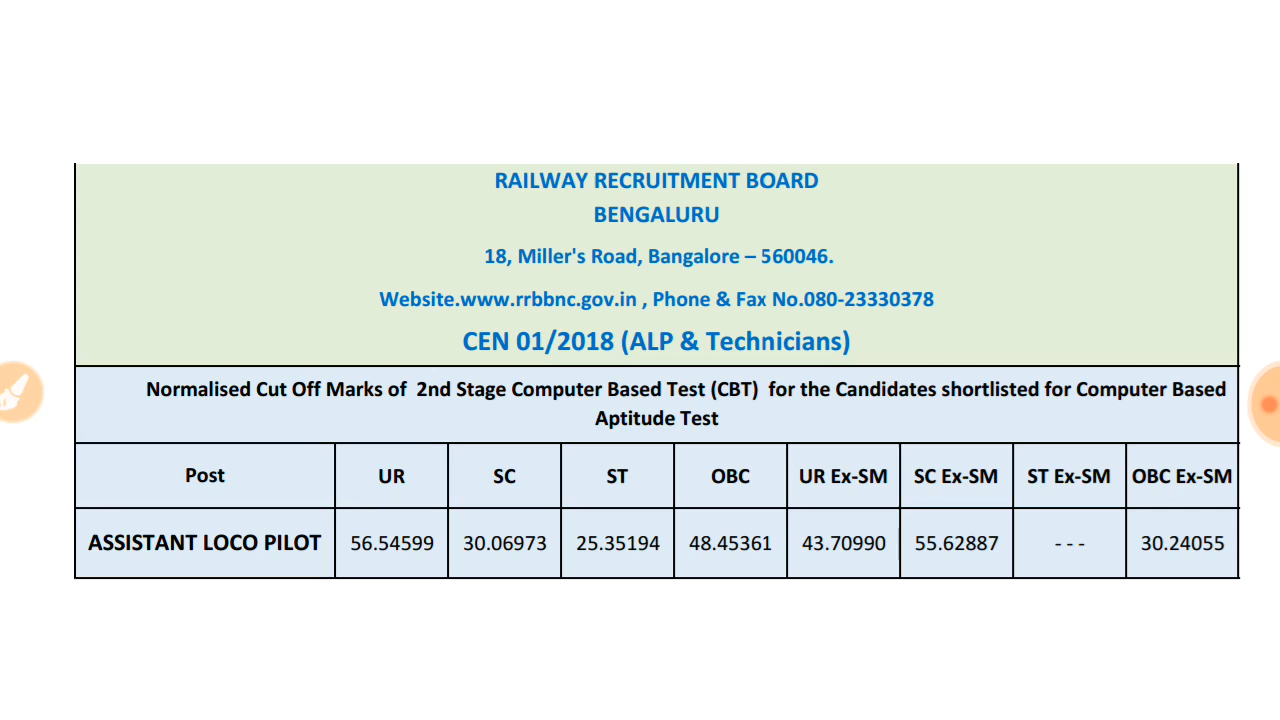 RAILWAY RECRUITMENT BOARD
BENGALURU
18, Miller's Road, Bangalore – 560046.
Website.www.rrbbnc.gov.in , Phone & Fax No.080-23330378
CEN 01/2018 (ALP & Technicians)
Normalised Cut Off Marks of 2nd Stage Computer Based Test (CBT) for the Candidates shortlisted for Computer Based
Aptitude Test
Post UR SC ST OBC UR Ex-SM SC Ex-SM ST Ex-SM OBC Ex-SM
ASSISTANT LOCO PILOT 56.54599 30.06973 25.35194 48.45361 43.70990 55.62887 - - - 30.24055